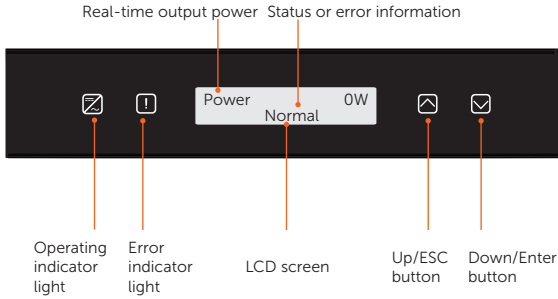 Real-time output power Status or error information
Power 0W
Normal
Operating
indicator
light
Error
indicator
light
LCD screen
Up/ESC
button
Down/Enter
button